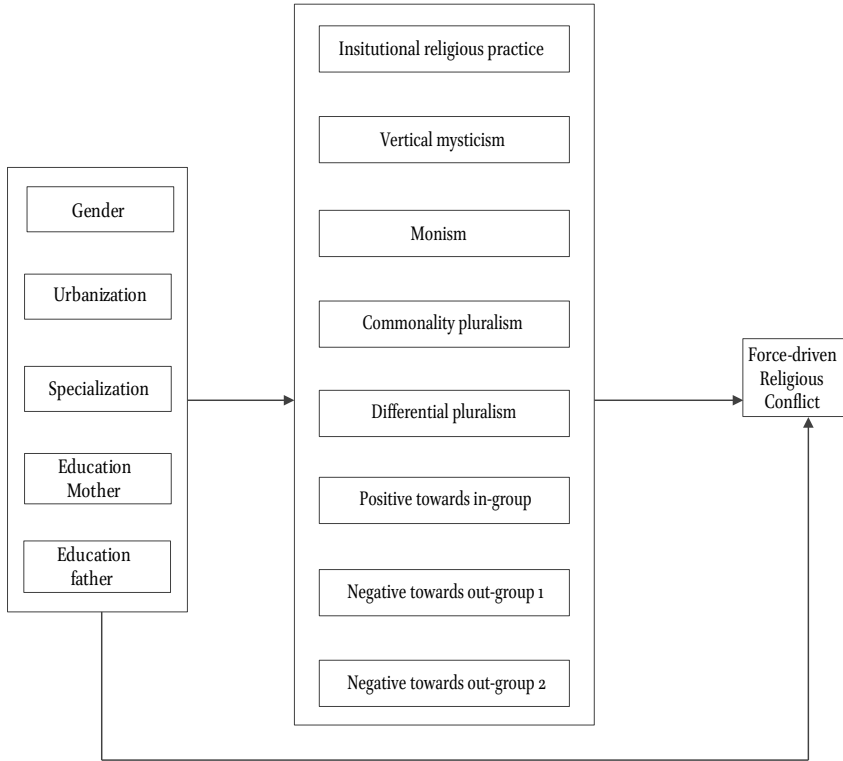 Gender
Urbanization
Specialization
Education
Mother
Education
father
Insitutional religious practice
Vertical mysticism
Monism
Commonality pluralism
Differential pluralism
Positive towards in-group
Negative towards out-group 1
Negative towards out-group 2
Force-driven
Religious
Conflict